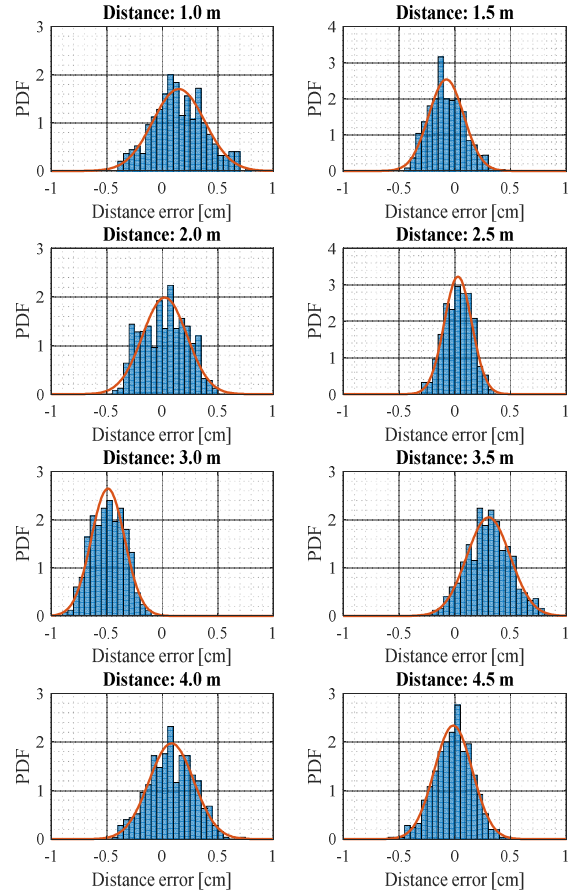 Distance: 1.0 m
3
2
1
0
PDF
-1 -0.5 0 0.5 1
Distance error [cm]
Distance: 1.5 m
4
3
2
1
0
PDF
-1 -0.5 0 0.5 1
Distance error [cm]
Distance: 2.0 m
3
2
1
0
PDF
-1 -0.5 0 0.5 1
Distance error [cm]
Distance: 2.5 m
4
3
2
1
0
PDF
-1 -0.5 0 0.5 1
Distance error [cm]
Distance: 3.0 m
3
2
1
0
PDF
-1 -0.5 0 0.5 1
Distance error [cm]
Distance: 3.5 m
3
2
1
0
PDF
-1 -0.5 0 0.5 1
Distance error [cm]
Distance: 4.0 m
3
2
1
0
PDF
-1 -0.5 0 0.5 1
Distance error [cm]
Distance: 4.5 m
3
2
1
0
PDF
-1 -0.5 0 0.5 1
Distance error [cm]